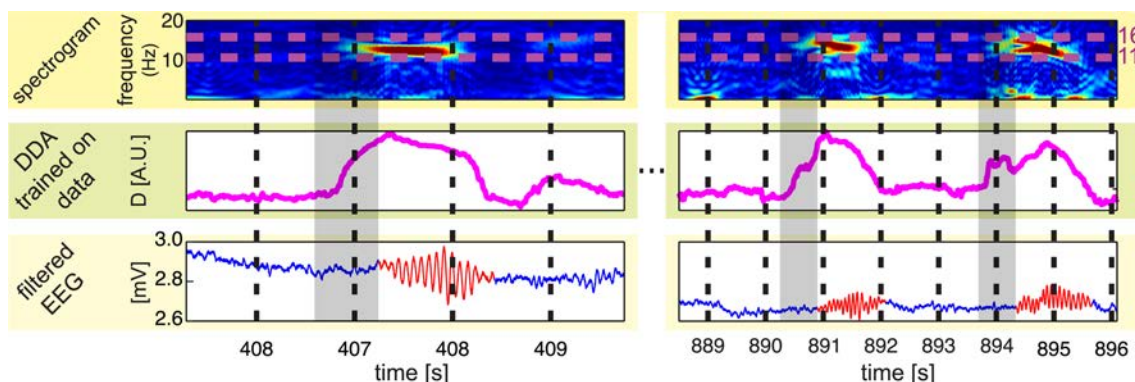 spectrogram
frequency
(Hz)
20
10
16
11
DDA
trained on
data
D [A.U.]
...
filtered
EEG
[mV]
3.0
2.8
2.6
408 407 408 409
889 890 891 892 893 894 895 896
time [s]
time [s]